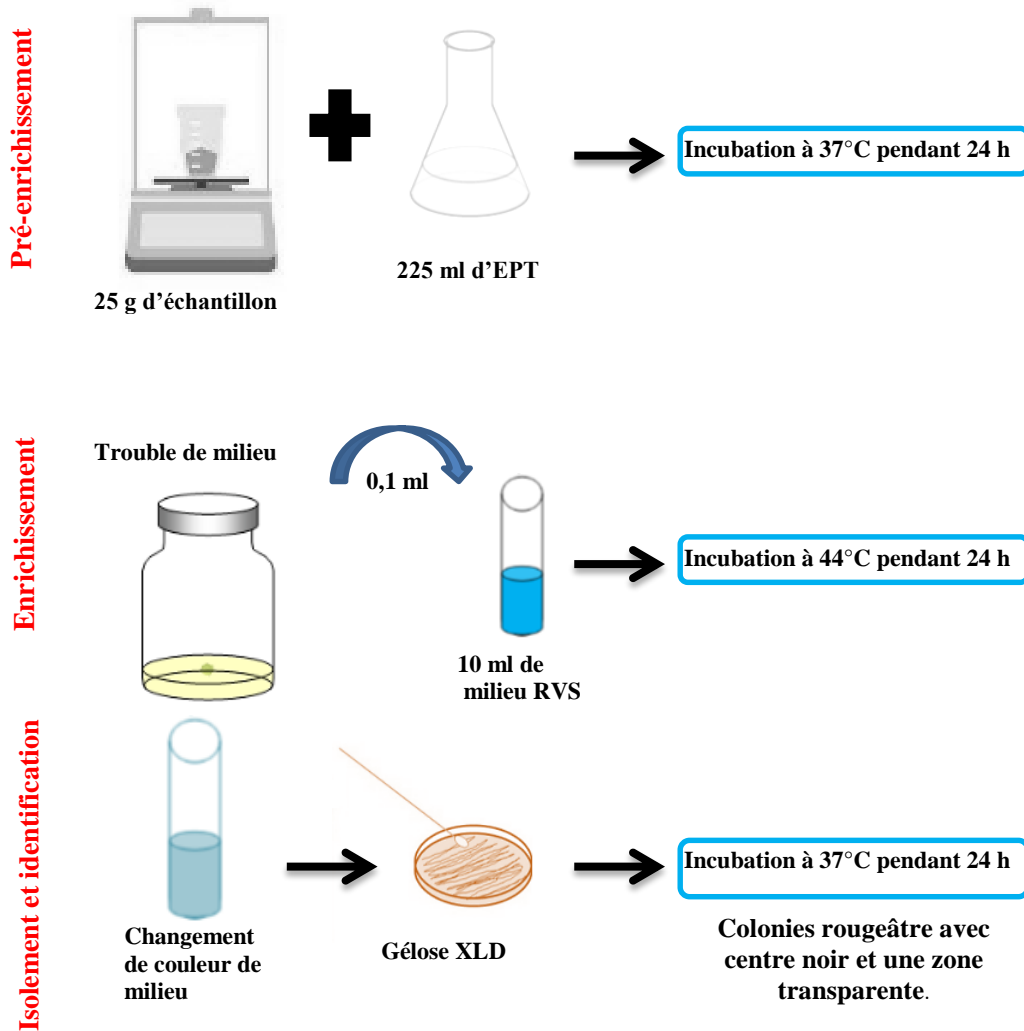 Pré-enrichissement
25 g d’échantillon
225 ml d’EPT
Incubation à 37°C pendant 24 h
Enrichissement
Trouble de milieu
0,1 ml
10 ml de
milieu RVS
Incubation à 44°C pendant 24 h
Isolement et identification
Changement
de couleur de
milieu
Gélose XLD
Incubation à 37°C pendant 24 h
Colonies rougeâtre avec
centre noir et une zone
transparente.